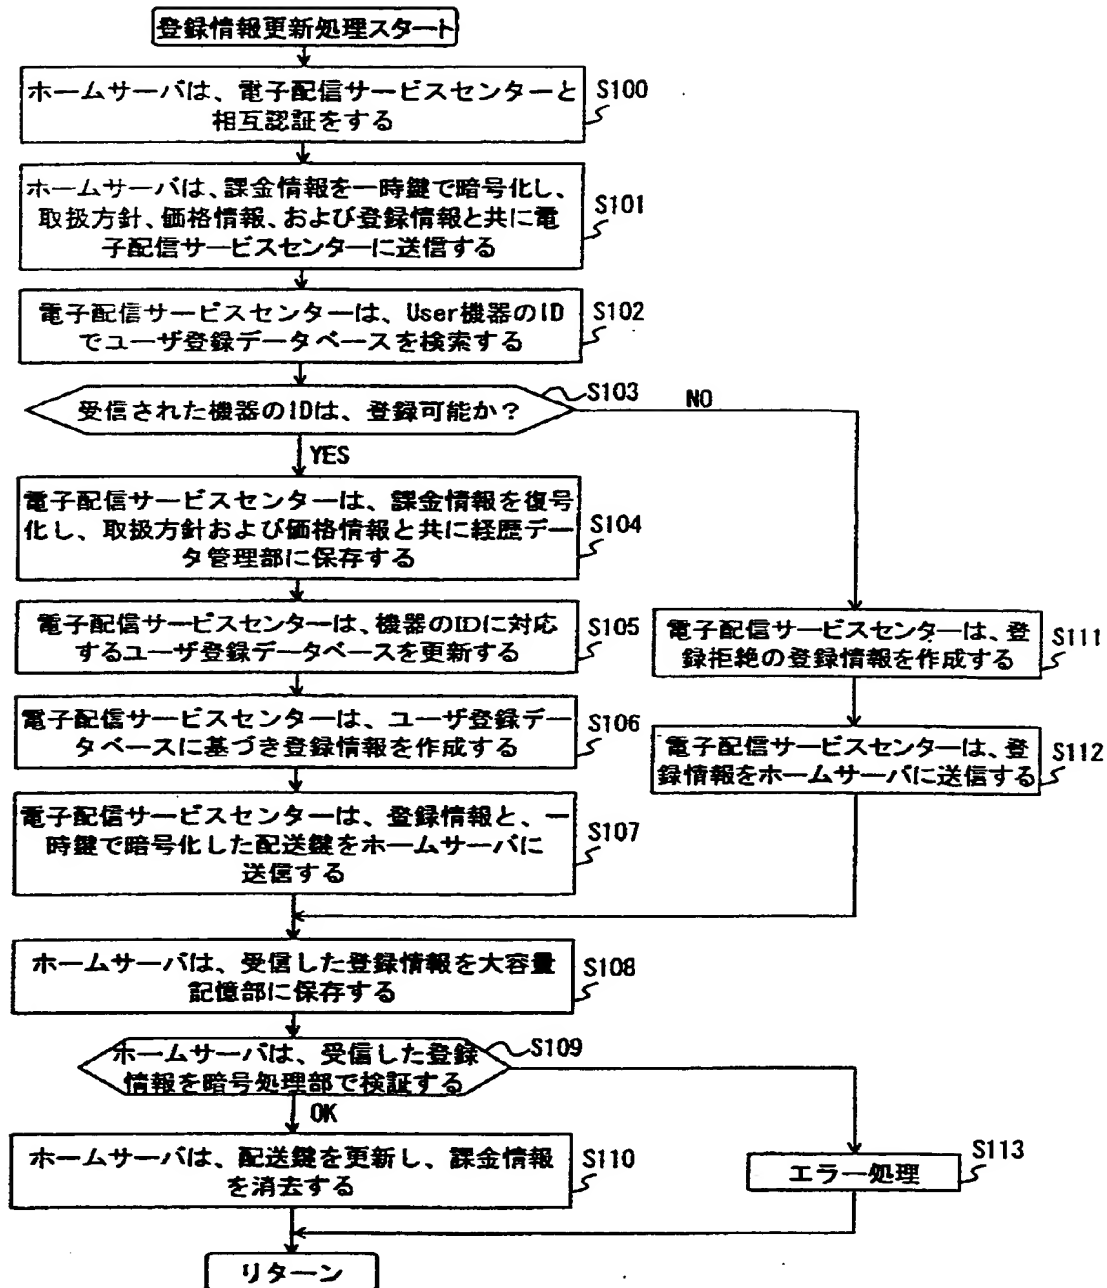 登録情報更新処理スタート
ホームサーバは、電子配信サービスセンターと
相互認証をする
S100
ホームサーバは、課金情報を一時鍵で暗号化し、
取扱方針、価格情報、および登録情報と共に電
子配信サービスセンターに送信する
S101
電子配信サービスセンターは、User機器のID
でユーザ登録データベースを検索する
S102
受信された機器のIDは、登録可能か?
S103
NO
YES
電子配信サービスセンターは、課金情報を復号
化し、取扱方針および価格情報と共に経歴デー
タ管理部に保存する
S104
電子配信サービスセンターは、機器のIDに対応
するユーザ登録データベースを更新する
S105
電子配信サービスセンターは、登
録拒絶の登録情報を作成する
S111
電子配信サービスセンターは、ユーザ登録デー
タベースに基づき登録情報を作成する
S106
電子配信サービスセンターは、登
録情報をホームサーバに送信する
S112
電子配信サービスセンターは、登録情報と、一
時鍵で暗号化した配送鍵をホームサーバに
送信する
S107
ホームサーバは、受信した登録情報を大容量
記憶部に保存する
S108
ホームサーバは、受信した登録
情報を暗号処理部で検証する
S109
OK
ホームサーバは、配送鍵を更新し、課金情報
を消去する
S110
エラー処理
S113
リターン